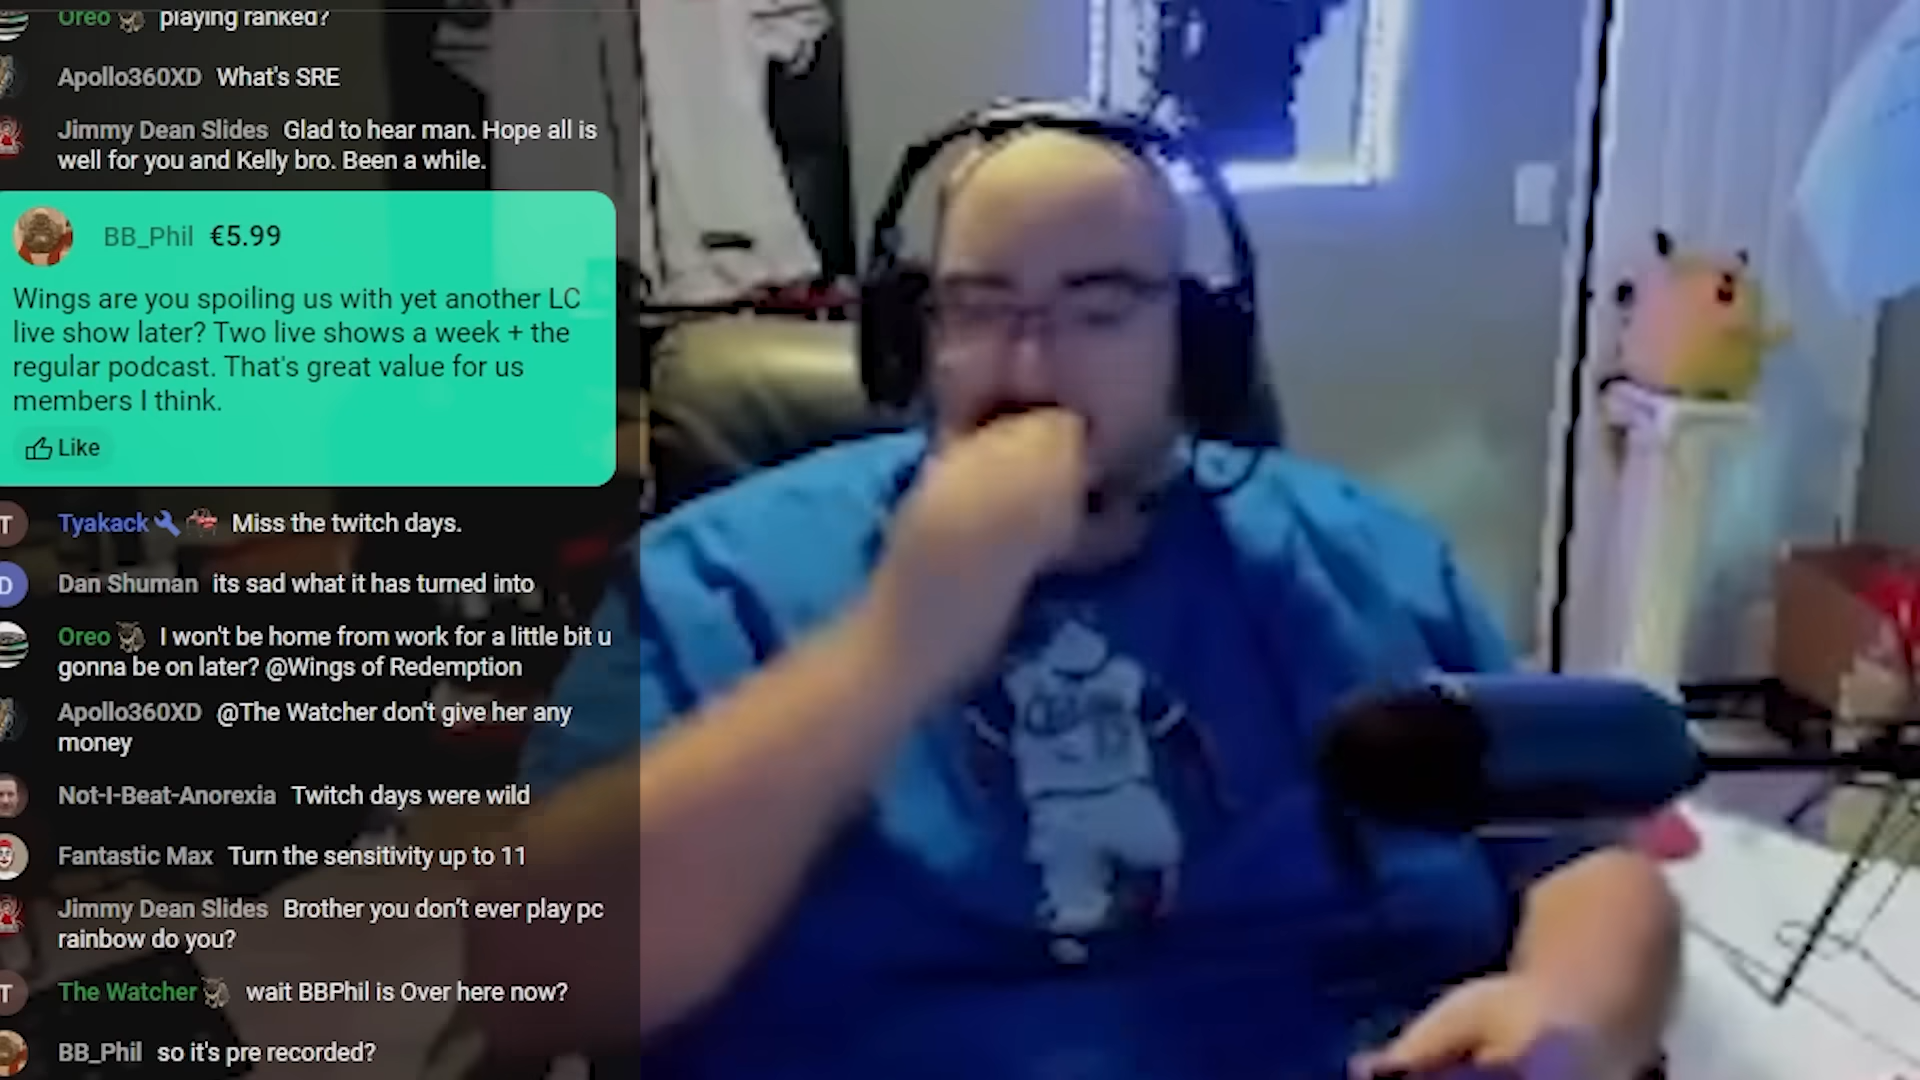 Oreo playing ranked?
Apollo360XD What's SRE
Jimmy Dean Slides Glad to hear man. Hope all is
well for you and Kelly bro. Been a while.
BB_Phil €5.99
Wings are you spoiling us with yet another LC
live show later? Two live shows a week + the
regular podcast. That's great value for us
members I think.
Like
T Tyakack Miss the twitch days.
D Dan Shuman its sad what it has turned into
Oreo I won't be home from work for a little bit u
gonna be on later? @Wings of Redemption
Apollo360XD @The Watcher don't give her any
money
Not-I-Beat-Anorexia Twitch days were wild
Fantastic Max Turn the sensitivity up to 11
Jimmy Dean Slides Brother you don't ever play pc
rainbow do you?
T The Watcher wait BBPhil is Over here now?
BB_Phil so it's pre recorded?